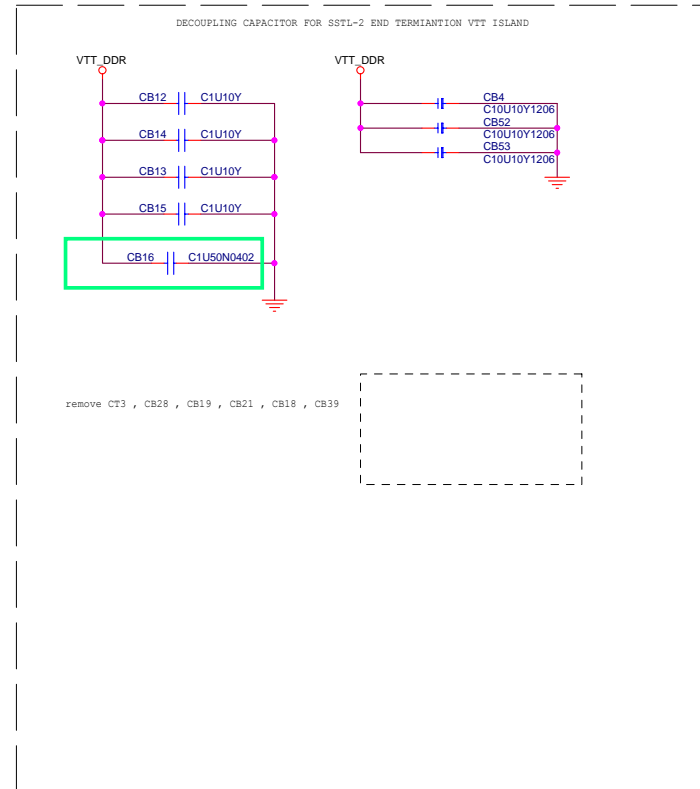 DECOUPLING CAPACITOR FOR SSTL-2 END TERMIANTION VTT ISLAND
VTT_DDR
CB12 C1U10Y
CB14 C1U10Y
CB13 C1U10Y
CB15 C1U10Y
CB16 C1U50N0402
VTT_DDR
CB4
C10U10Y1206
CB52
C10U10Y1206
CB53
C10U10Y1206
remove CT3 , CB28 , CB19 , CB21 , CB18 , CB39